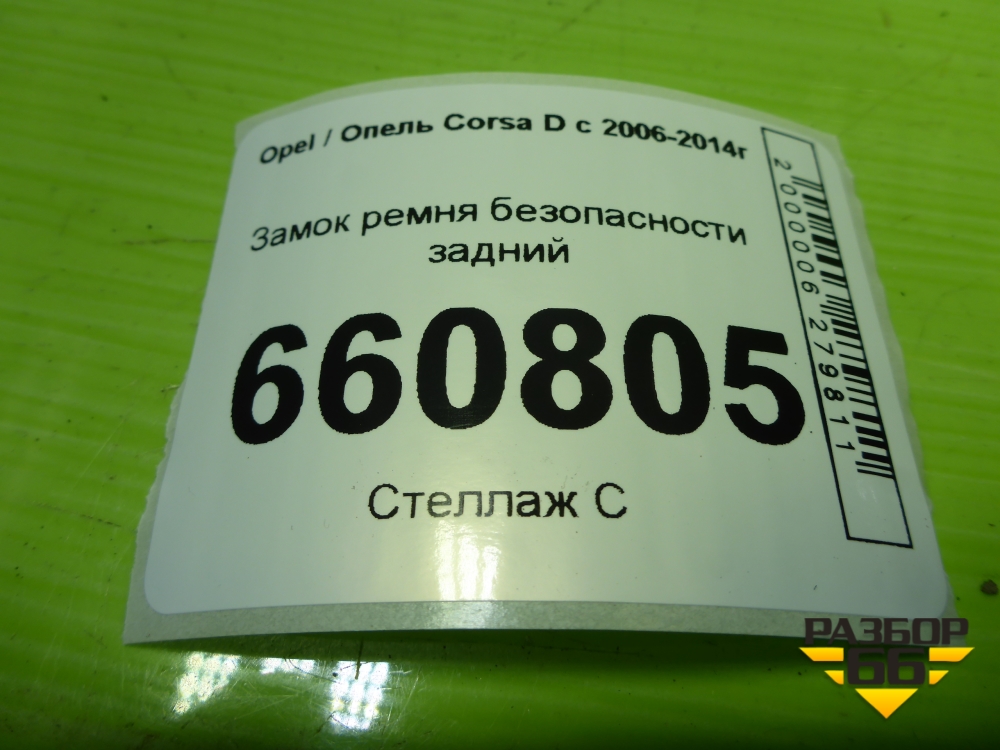 Opel / Опель Corsa D с 2006-2014г
Замок ремня безопасности
задний
660805
Стеллаж С
2000006279811
РАЗБОР
66